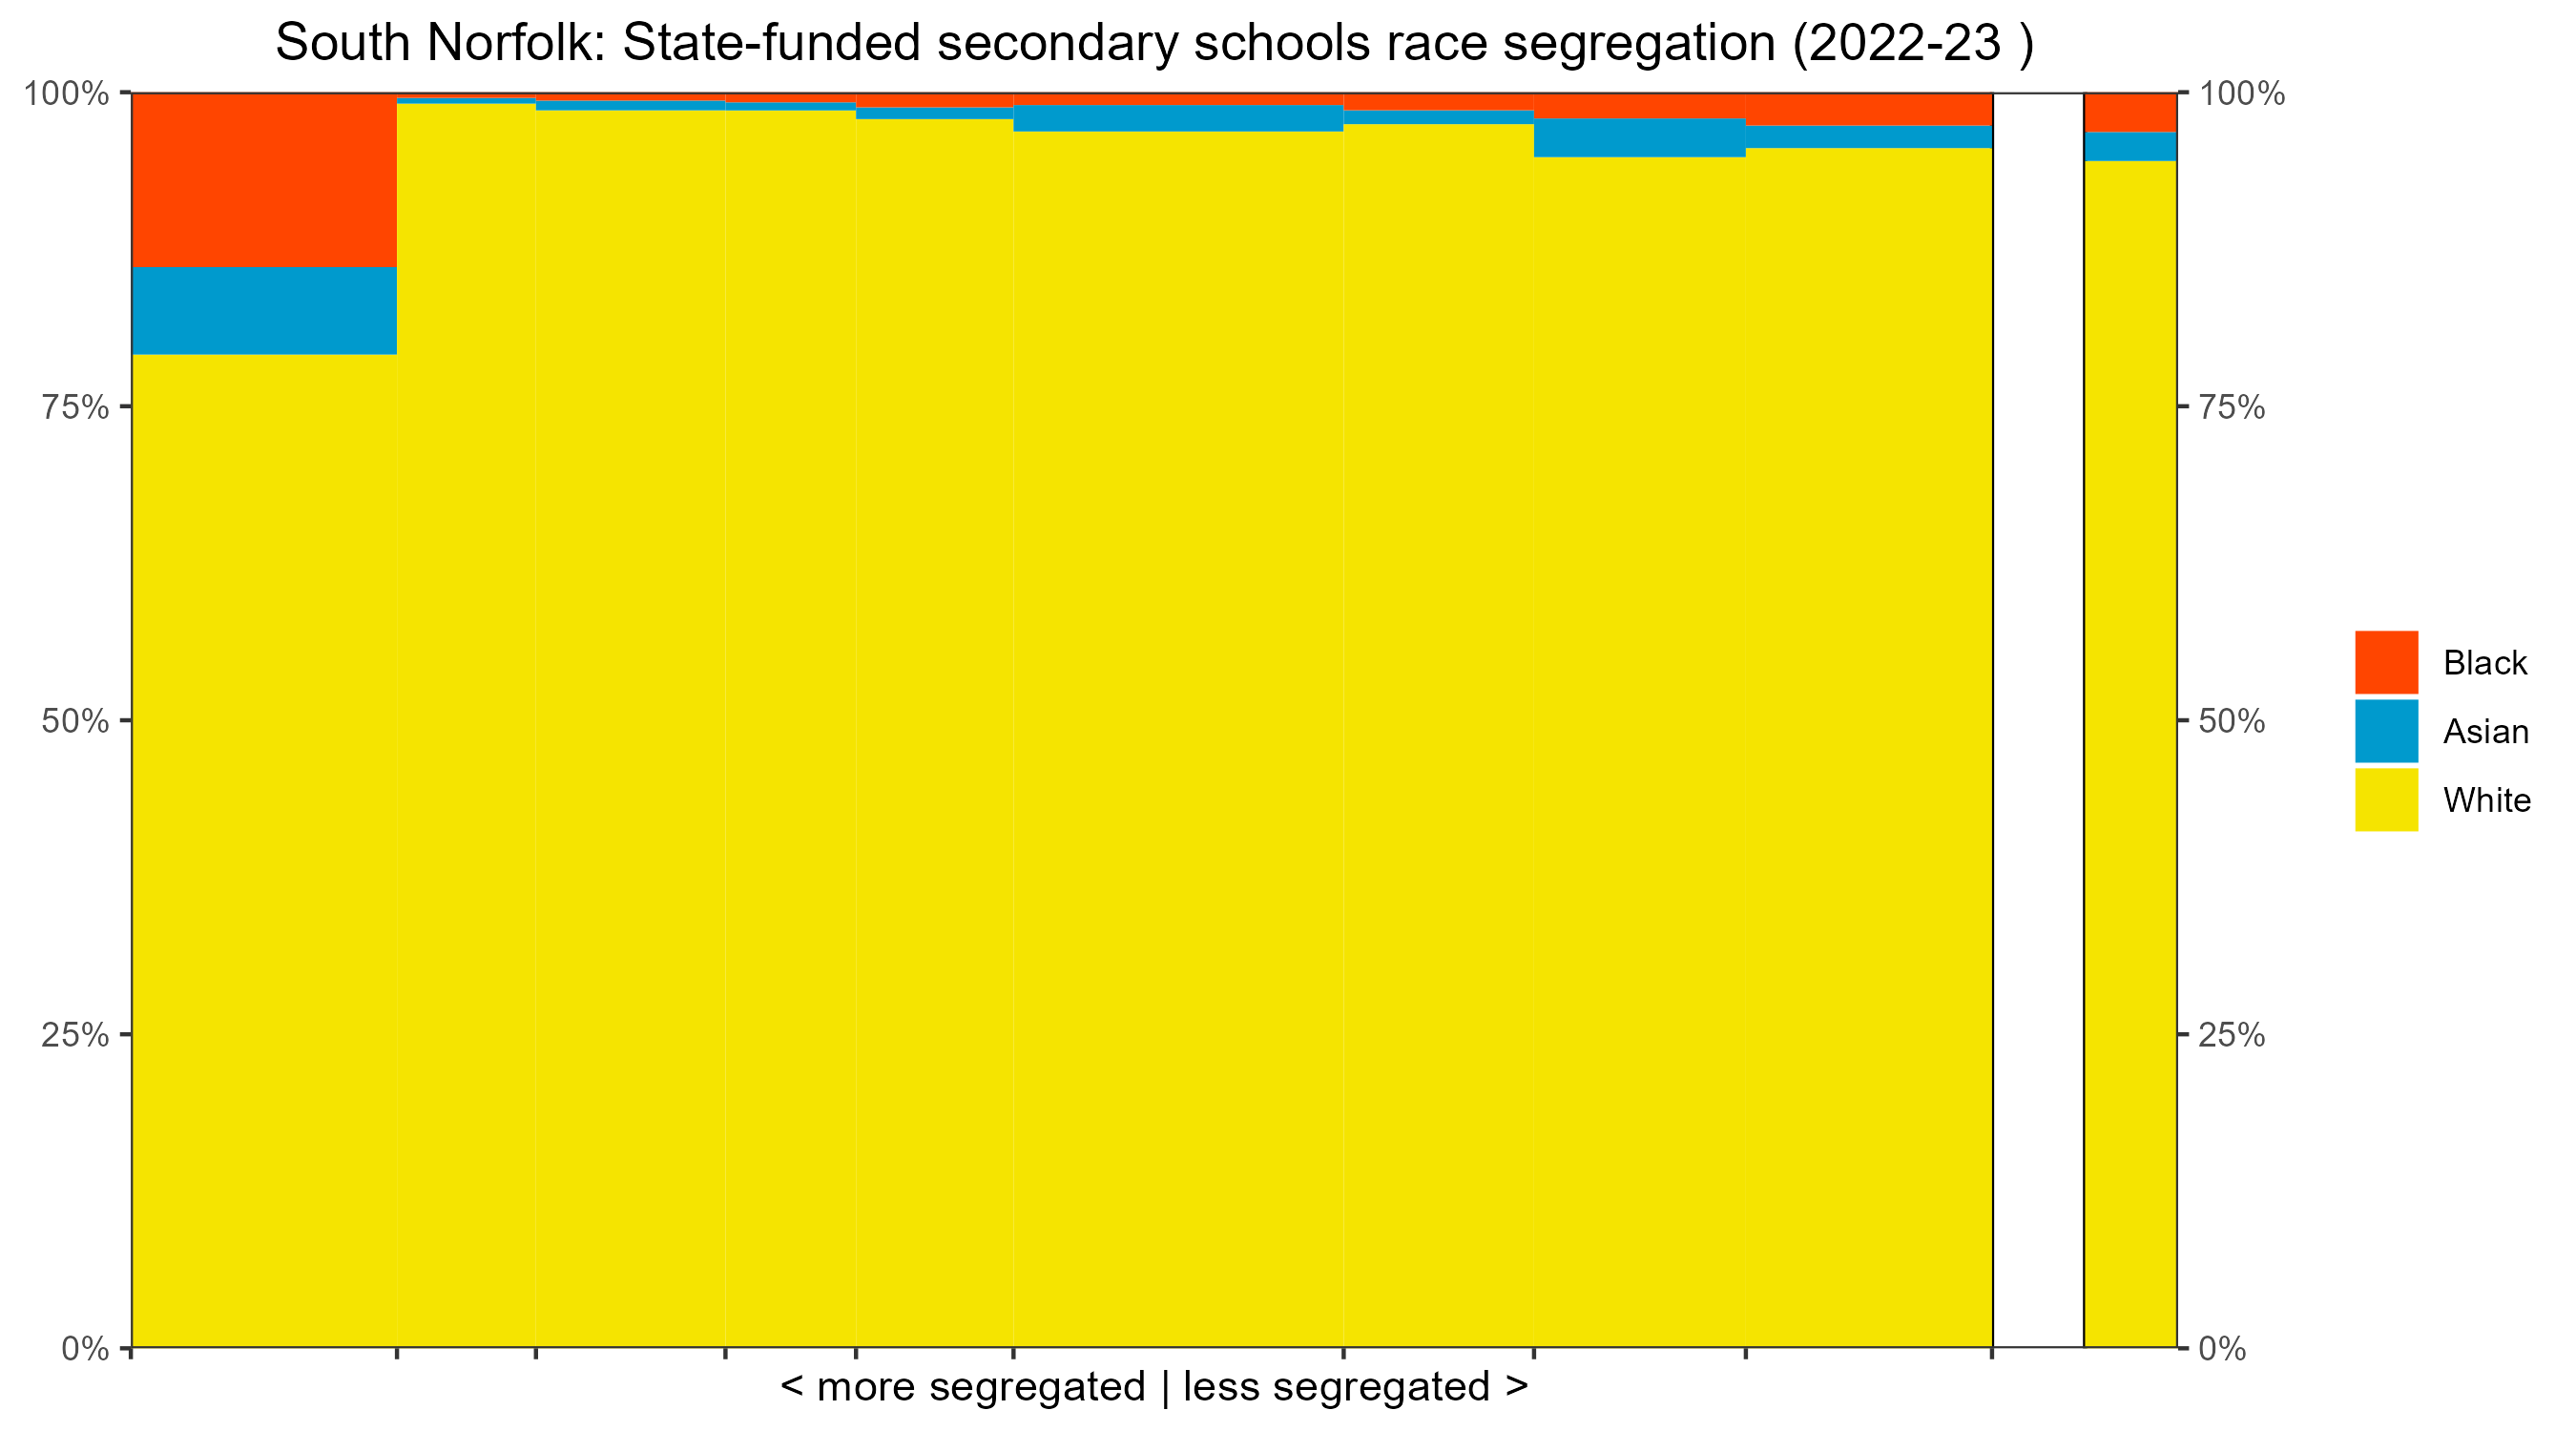 South Norfolk: State-funded secondary schools race segregation (2022-23 )
100%
75%
50%
25%
0%
100%
75%
50%
25%
0%
Black
Asian
White
< more segregated | less segregated >